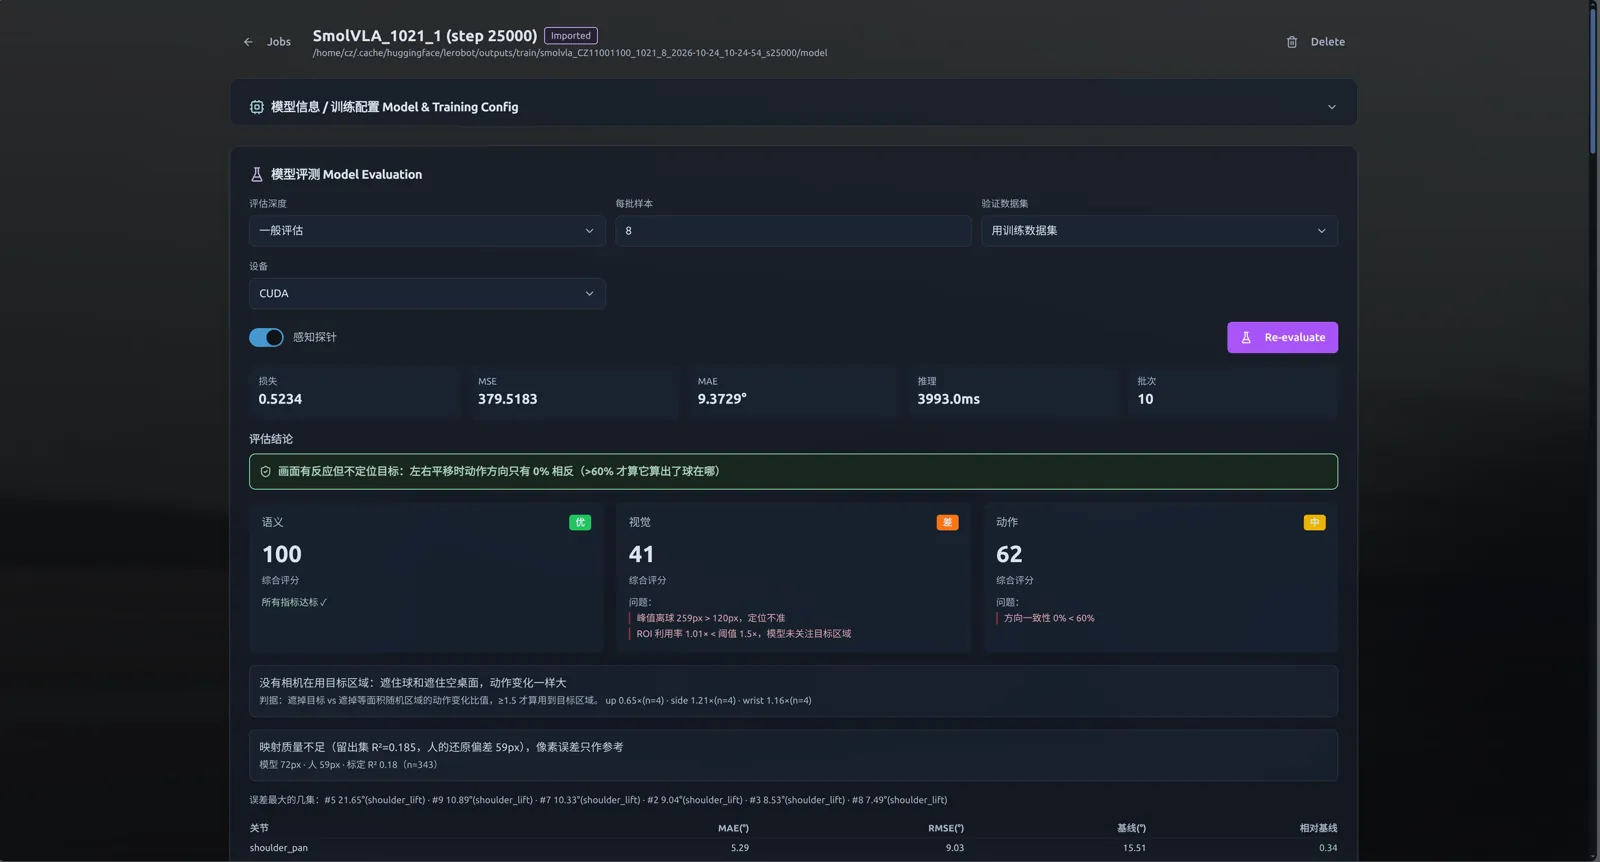 Jobs
SmolVLA_1021_1 (step 25000) Imported
/home/cz/.cache/huggingface/lerobot/outputs/train/smolvla_CZ11001100_1021_8_2026-10-24_10-24-54_s25000/model
Delete
模型信息 / 训练配置 Model & Training Config
模型评测 Model Evaluation
评估深度 每批样本 验证数据集
一般评估 8 用训练数据集
设备
CUDA
感知探针
Re-evaluate
损失 MSE MAE 推理 批次
0.5234 379.5183 9.3729° 3993.0ms 10
评估结论
画面有反应但不定位目标：左右平移时动作方向只有 0% 相反（>60% 才算它算出了球在哪）
语义 优
100
综合评分
所有指标达标 ✓
视觉 差
41
综合评分
问题：
峰值离球 259px > 120px，定位不准
ROI 利用率 1.01× < 阈值 1.5×，模型未关注目标区域
动作 中
62
综合评分
问题：
方向一致性 0% < 60%
没有相机在用目标区域：遮住球和遮住空桌面，动作变化一样大
判据：遮掉目标 vs 遮掉等面积随机区域的动作变化比值，≥1.5 才算用到目标区域。 up 0.65×(n=4) · side 1.21×(n=4) · wrist 1.16×(n=4)
映射质量不足（留出集 R²=0.185，人的还原偏差 59px），像素误差只作参考
模型 72px · 人 59px · 标定 R² 0.18（n=343）
误差最大的几集：#5 21.65°(shoulder_lift) · #9 10.89°(shoulder_lift) · #7 10.33°(shoulder_lift) · #2 9.04°(shoulder_lift) · #3 8.53°(shoulder_lift) · #8 7.49°(shoulder_lift)
关节 MAE(°) RMSE(°) 基线(°) 相对基线
shoulder_pan 5.29 9.03 15.51 0.34